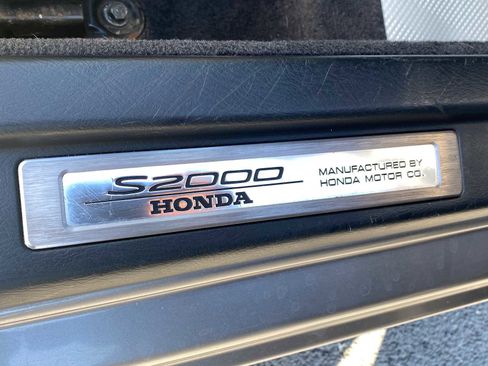 S2000
HONDA
MANUFACTURED BY
HONDA MOTOR CO.